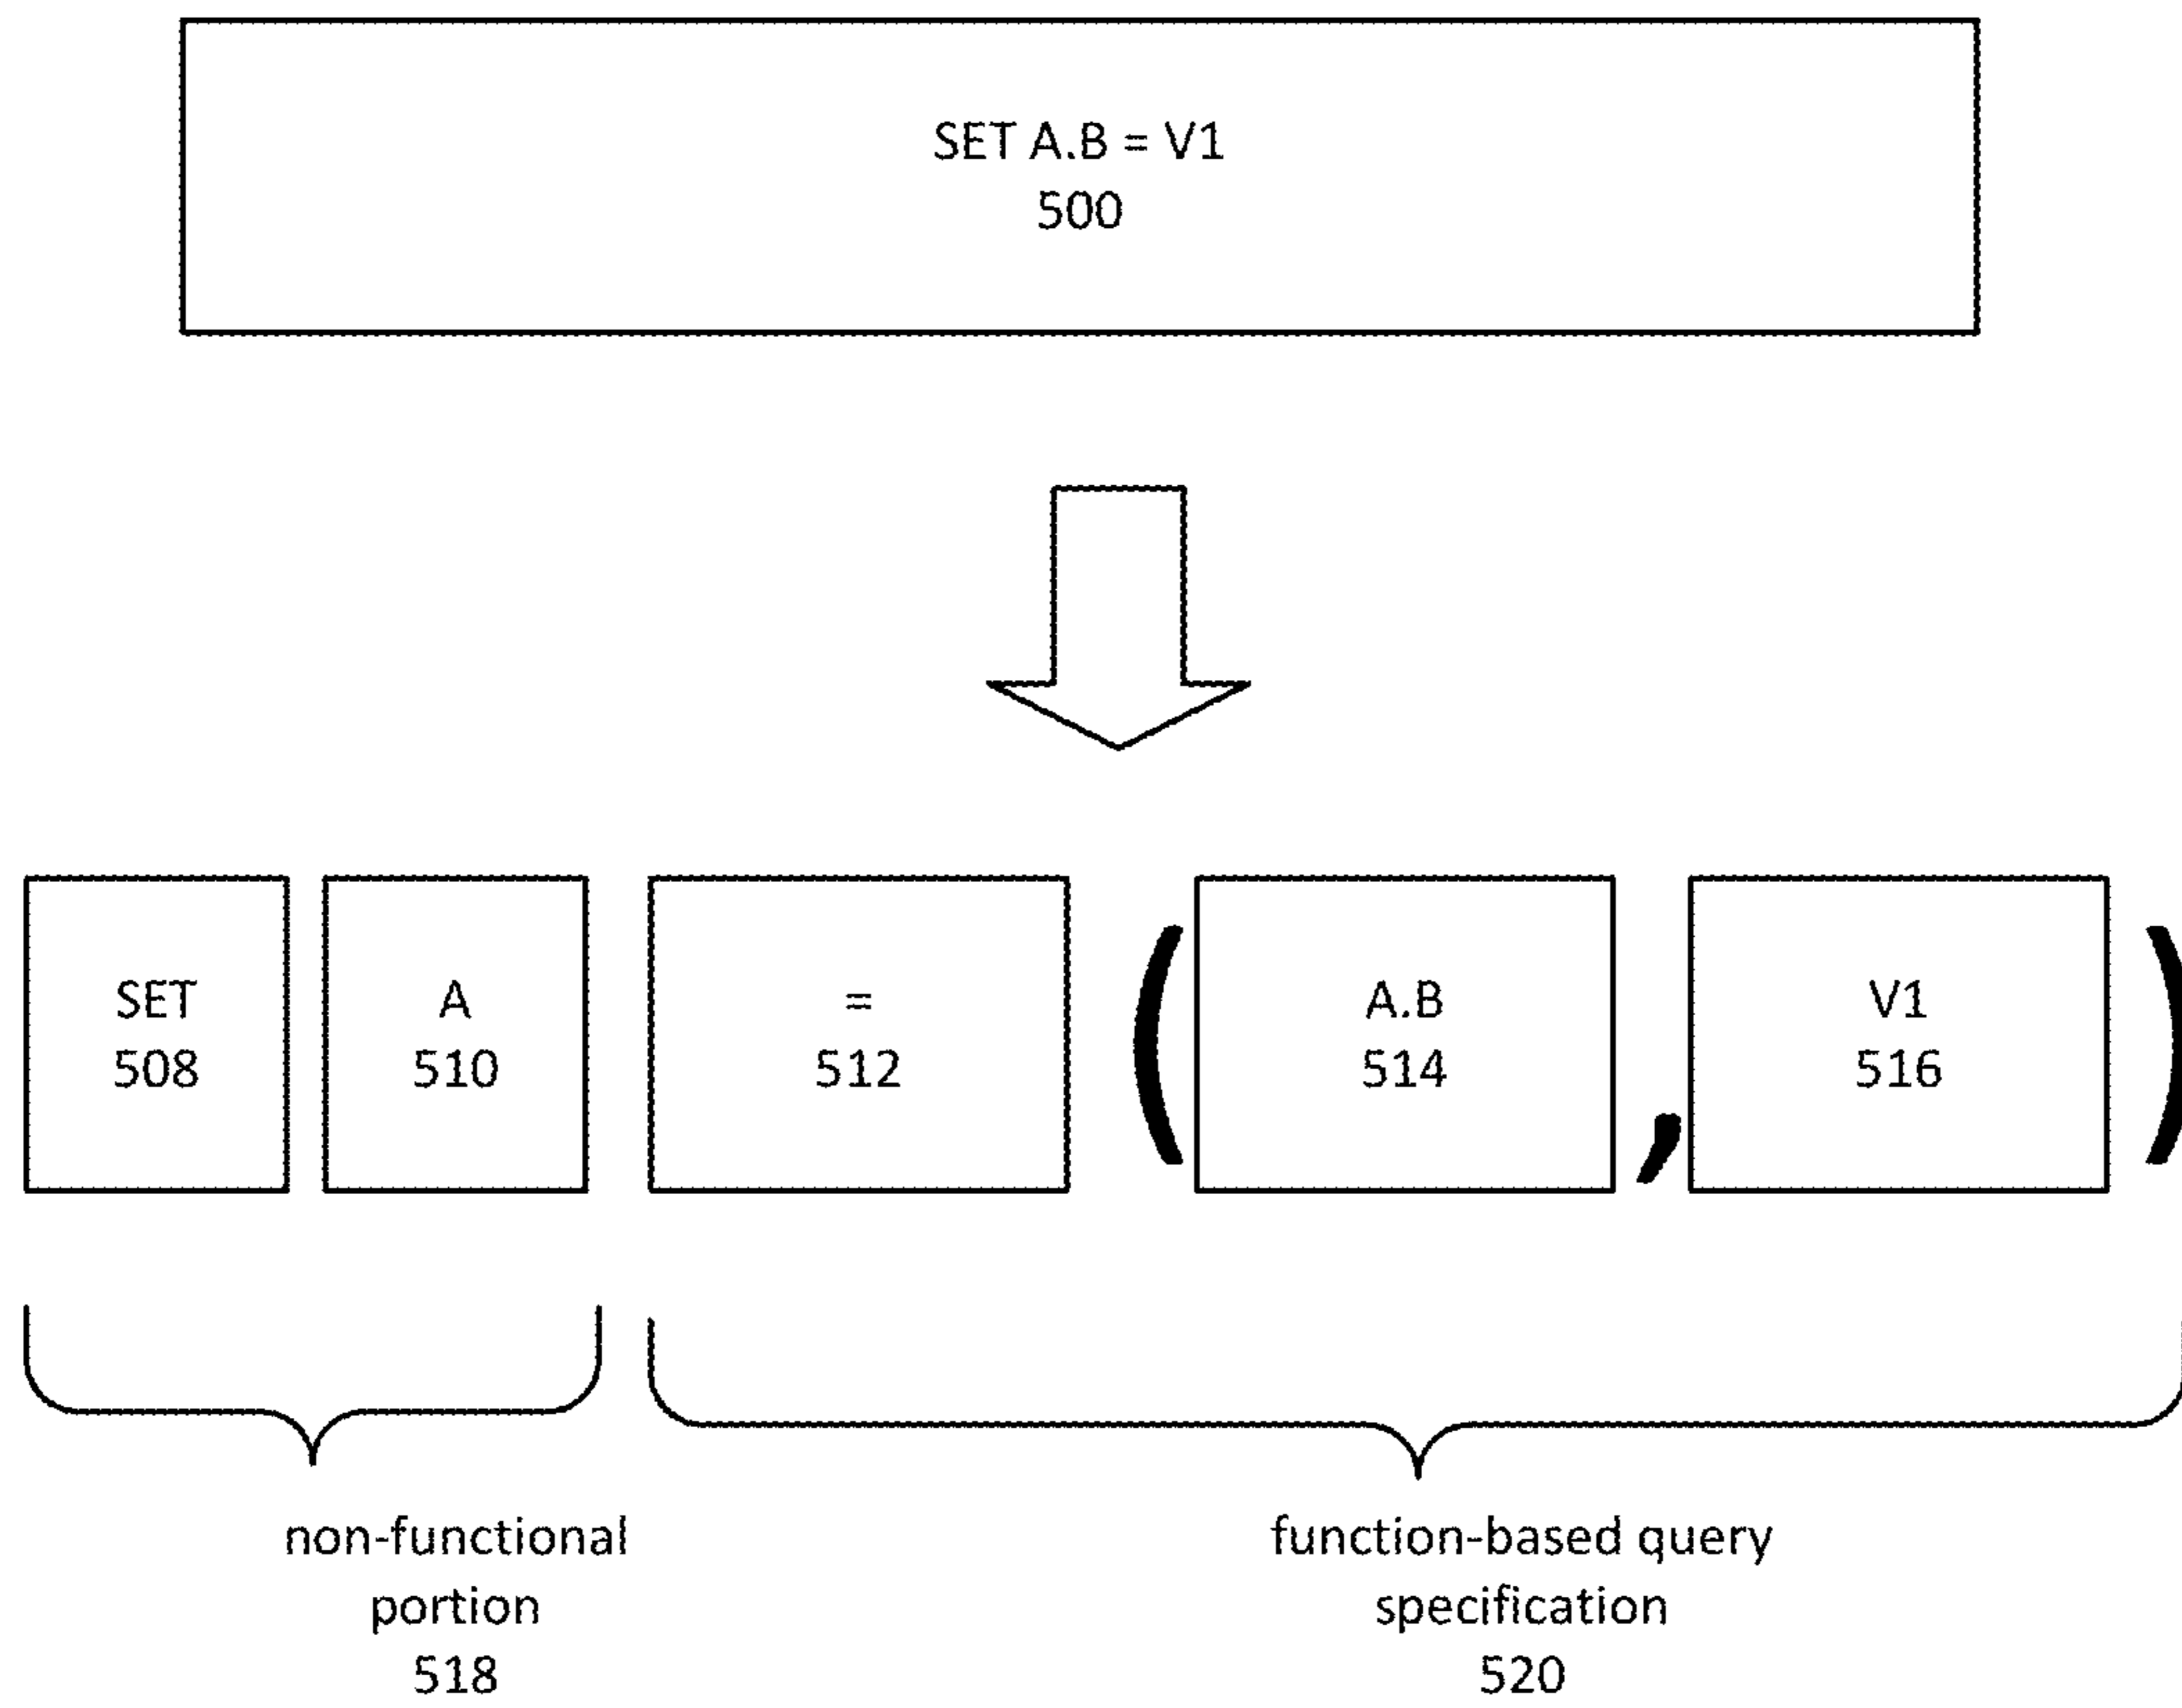 SET A.B = V1
500
SET
508
A
510
=
512
(
A.B
514
,
V1
516
)
non-functional
portion
518
function-based query
specification
520